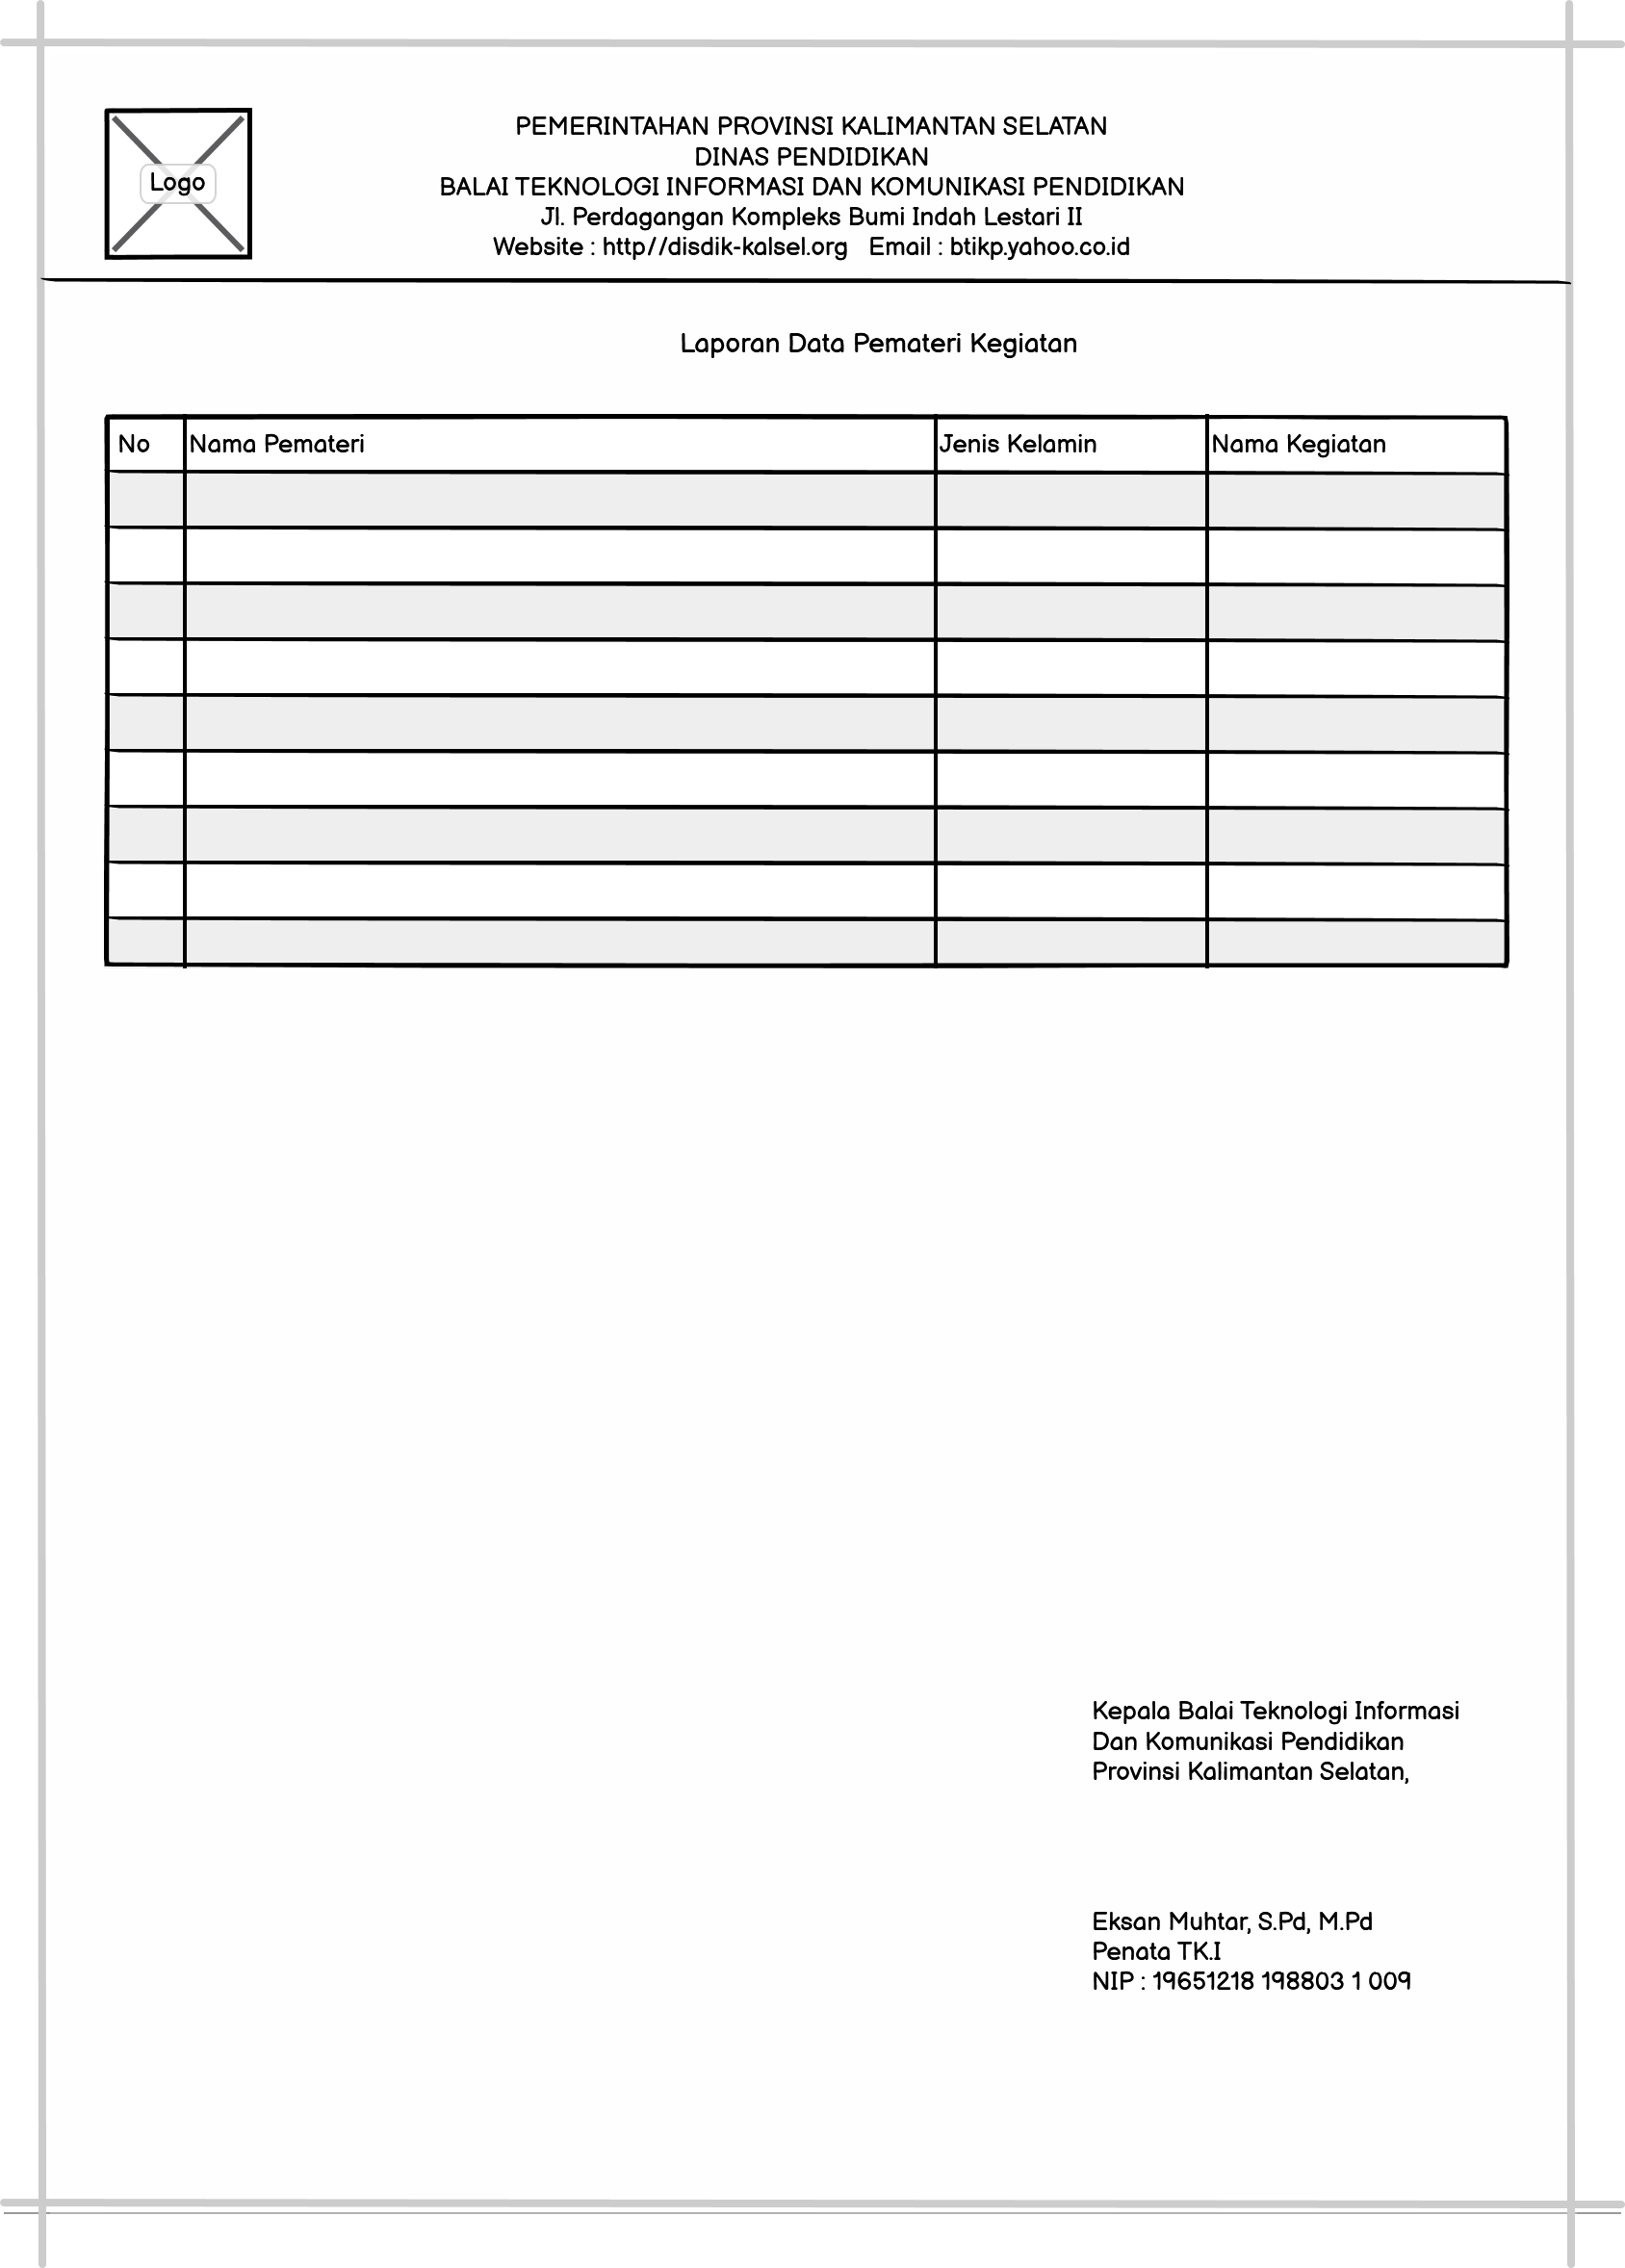 Logo
PEMERINTAHAN PROVINSI KALIMANTAN SELATAN
DINAS PENDIDIKAN
BALAI TEKNOLOGI INFORMASI DAN KOMUNIKASI PENDIDIKAN
Jl. Perdagangan Kompleks Bumi Indah Lestari II
Website : http//disdik-kalsel.org   Email : btikp.yahoo.co.id
Laporan Data Pemateri Kegiatan
No Nama Pemateri Jenis Kelamin Nama Kegiatan
Kepala Balai Teknologi Informasi
Dan Komunikasi Pendidikan
Provinsi Kalimantan Selatan,
Eksan Muhtar, S.Pd, M.Pd
Penata TK.I
NIP : 19651218 198803 1 009